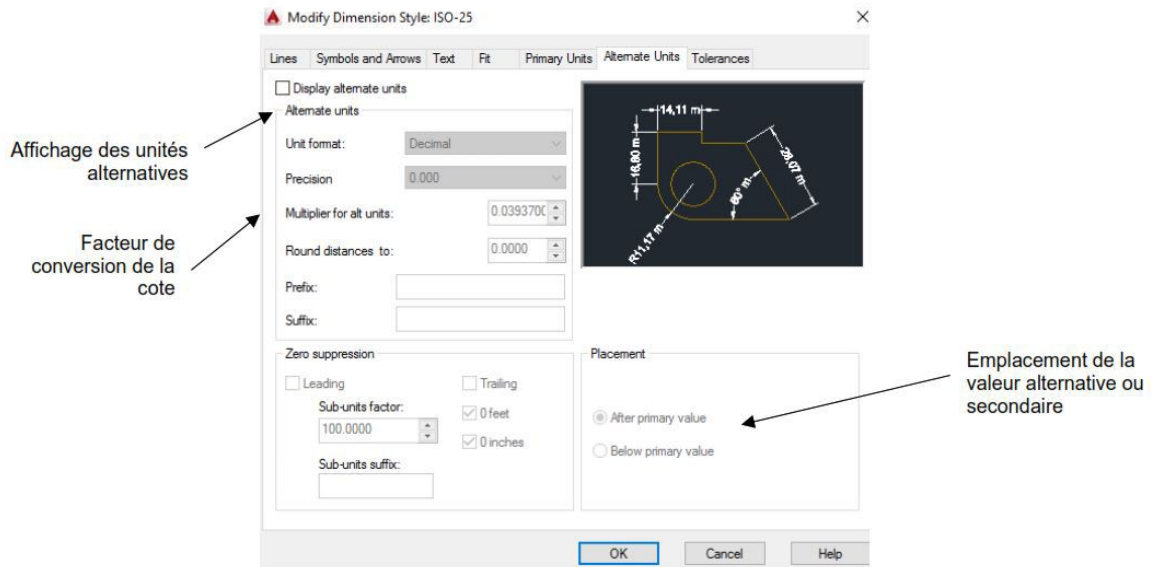 Modify Dimension Style: ISO-25
Lines Symbols and Arrows Text Fit Primary Units Alternate Units Tolerances
Display alternate units
Alternate units
Unit format: Decimal
Precision 0.000
Multiplier for alt units: 0.039370(
Round distances to: 0.0000
Prefix:
Suffix:
14,11 m
16,80 m
28,07 m
60° m
R11,17 m
Affichage des unités
alternatives
Facteur de
conversion de la
cote
Zero suppression
Leading
Trailing
Sub-units factor:
0 feet
100.0000
0 inches
Sub-units suffix:
Placement
After primary value
Below primary value
Emplacement de la
valeur alternative ou
secondaire
OK Cancel Help